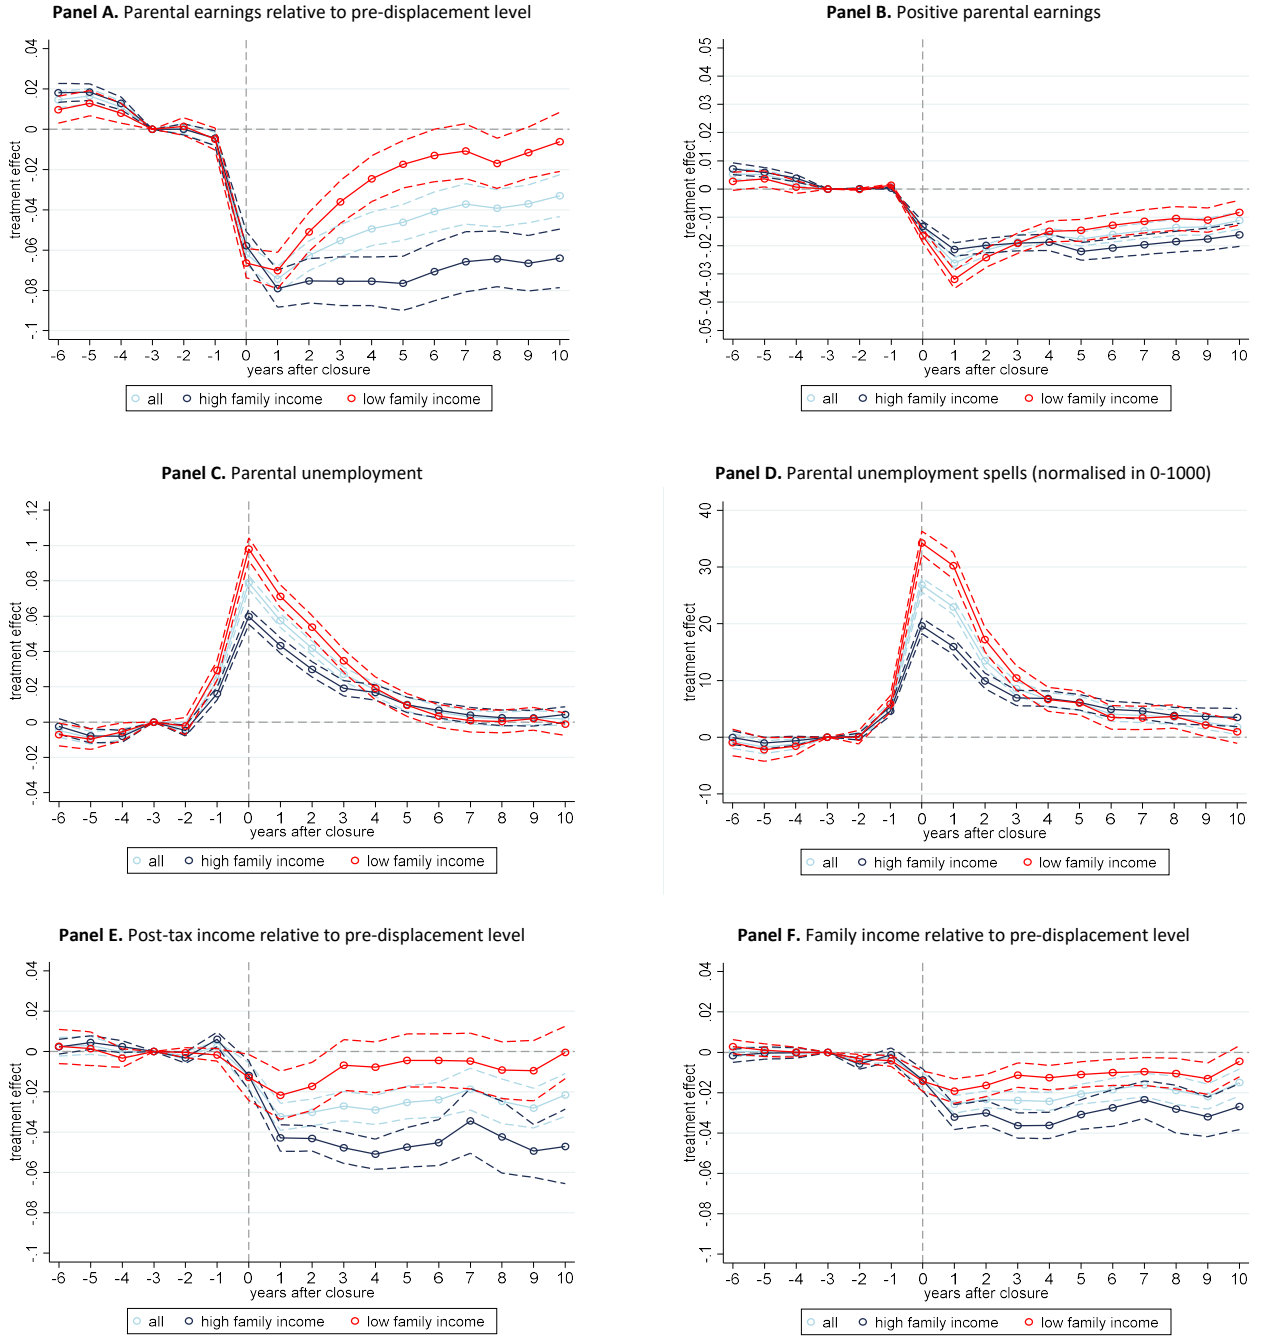 Panel A. Parental earnings relative to pre-displacement level
treatment effect
.04
.02
0
-.02
-.04
-.06
-.08
-.1
-6 -5 -4 -3 -2 -1 0 1 2 3 4 5 6 7 8 9 10
years after closure
all high family income low family income
Panel B. Positive parental earnings
treatment effect
.05
.04
.03
.02
.01
0
-.01
-.02
-.03
-.04
-.05
-6 -5 -4 -3 -2 -1 0 1 2 3 4 5 6 7 8 9 10
years after closure
all high family income low family income
Panel C. Parental unemployment
treatment effect
.12
.1
.08
.06
.04
.02
0
-.02
-.04
-6 -5 -4 -3 -2 -1 0 1 2 3 4 5 6 7 8 9 10
years after closure
all high family income low family income
Panel D. Parental unemployment spells (normalised in 0-1000)
treatment effect
40
30
20
10
0
-10
-6 -5 -4 -3 -2 -1 0 1 2 3 4 5 6 7 8 9 10
years after closure
all high family income low family income
Panel E. Post-tax income relative to pre-displacement level
treatment effect
.04
.02
0
-.02
-.04
-.06
-.08
-.1
-6 -5 -4 -3 -2 -1 0 1 2 3 4 5 6 7 8 9 10
years after closure
all high family income low family income
Panel F. Family income relative to pre-displacement level
treatment effect
.04
.02
0
-.02
-.04
-.06
-.08
-.1
-6 -5 -4 -3 -2 -1 0 1 2 3 4 5 6 7 8 9 10
years after closure
all high family income low family income